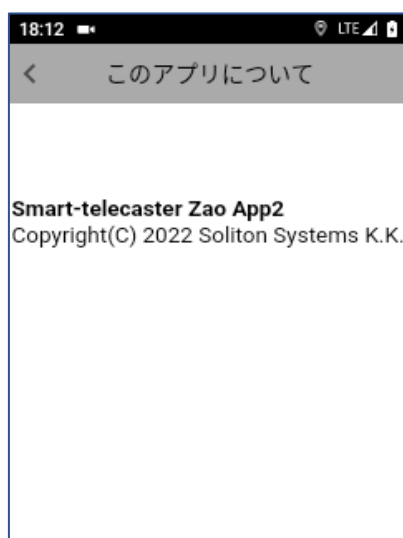 18:12 LTE
このアプリについて
Smart-telecaster Zao App2
Copyright(C) 2022 Soliton Systems K.K.